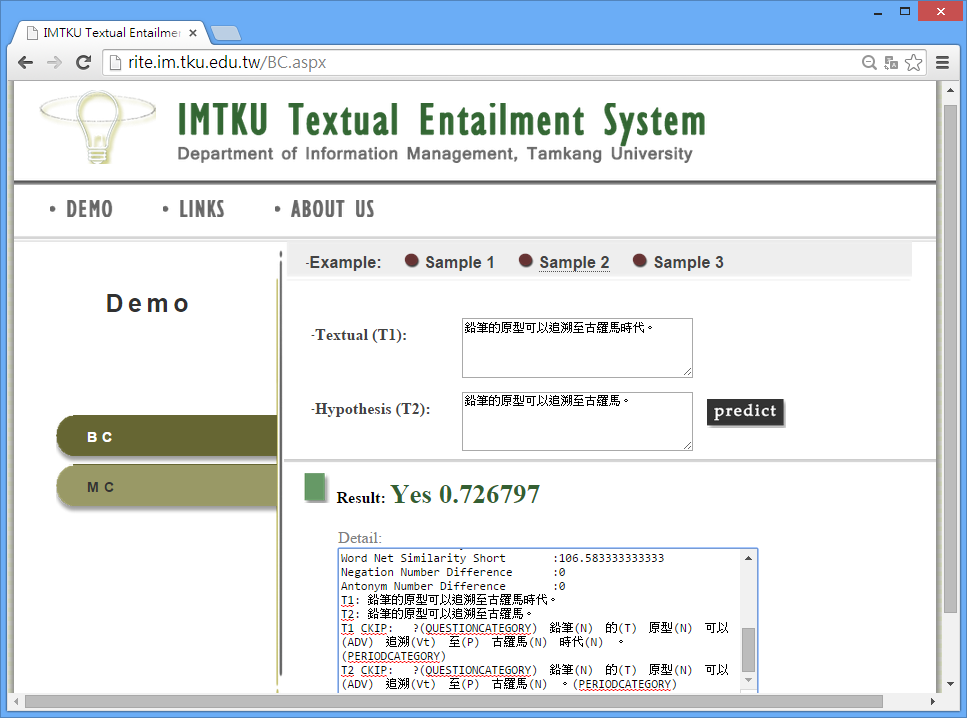 IMTKU Textual Entailmer
rite.im.tku.edu.tw/BC.aspx
IMTKU Textual Entailment System
Department of Information Management, Tamkang University
• DEMO • LINKS • ABOUT US
-Example: Sample 1 Sample 2 Sample 3
Demo
-Textual (T1):
鉛筆的原型可以追溯至古羅馬時代。
-Hypothesis (T2):
鉛筆的原型可以追溯至古羅馬。
predict
BC
MC
Result: Yes 0.726797
Detail:
Word Net Similarity Short :106.583333333333
Negation Number Difference :0
Antonym Number Difference :0
T1: 鉛筆的原型可以追溯至古羅馬時代。
T2: 鉛筆的原型可以追溯至古羅馬。
T1 CKIP: ?(QUESTIONCATEGORY) 鉛筆(N) 的(T) 原型(N) 可以
(ADV) 追溯(Vt) 至(P) 古羅馬(N) 時代(N) 。
(PERIODCATEGORY)
T2 CKIP: ?(QUESTIONCATEGORY) 鉛筆(N) 的(T) 原型(N) 可以
(ADV) 追溯(Vt) 至(P) 古羅馬(N) 。(PERIODCATEGORY)